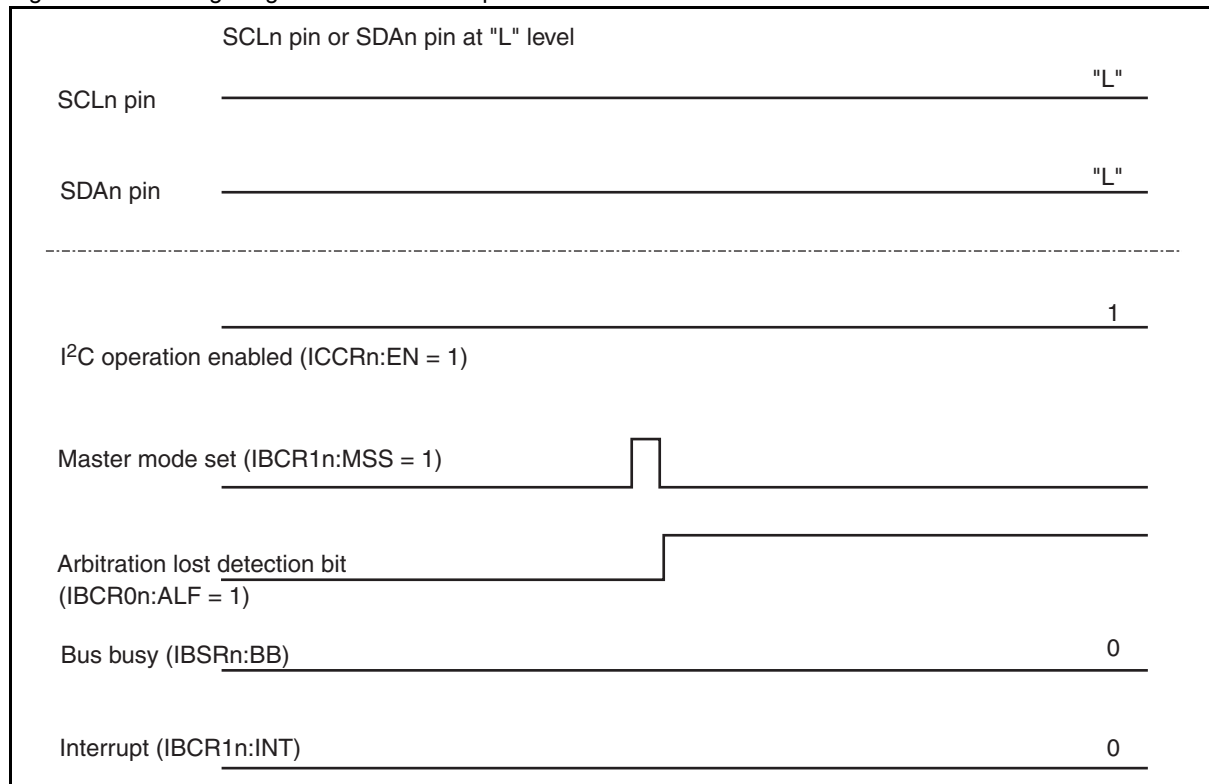 SCLn pin or SDAn pin at "L" level
"L"
SCLn pin
"L"
SDAn pin
1
I²C operation enabled (ICCRn:EN = 1)
Master mode set (IBCR1n:MSS = 1)
Arbitration lost detection bit
(IBCR0n:ALF = 1)
Bus busy (IBSRn:BB)
0
Interrupt (IBCR1n:INT)
0